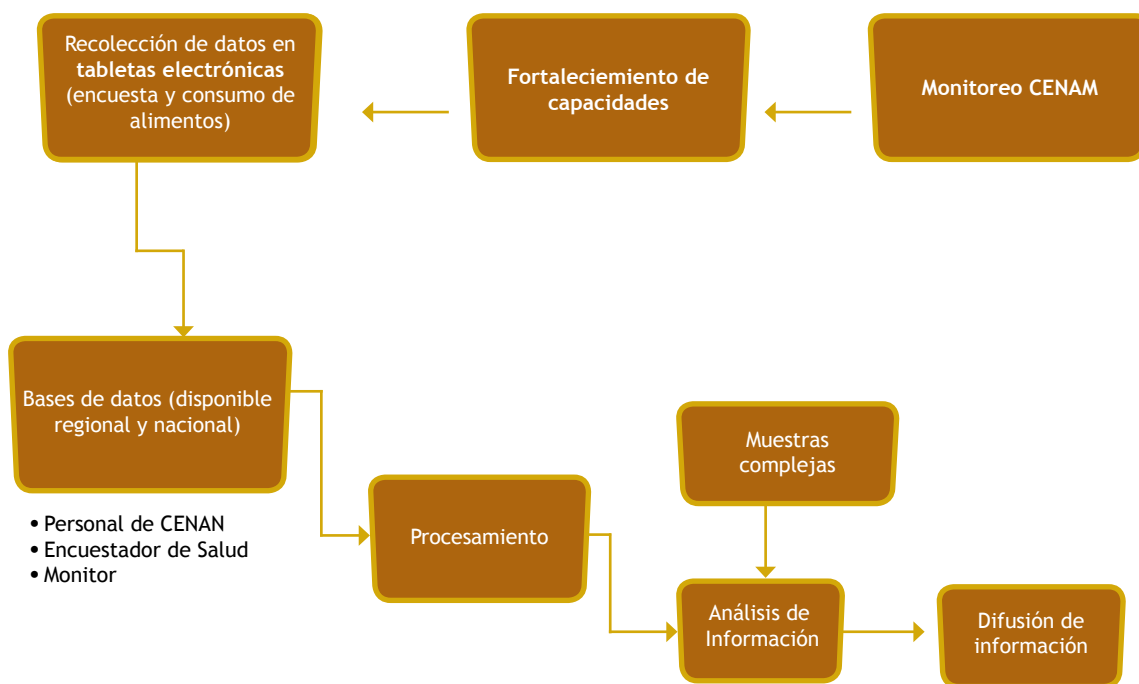 Recolección de datos en
tabletas electrónicas
(encuesta y consumo de
alimentos)
Fortaleciemiento de
capacidades
Monitoreo CENAM
Bases de datos (disponible
regional y nacional)
• Personal de CENAN
• Encuestador de Salud
• Monitor
Procesamiento
Muestras
complejas
Análisis de
Información
Difusión de
información